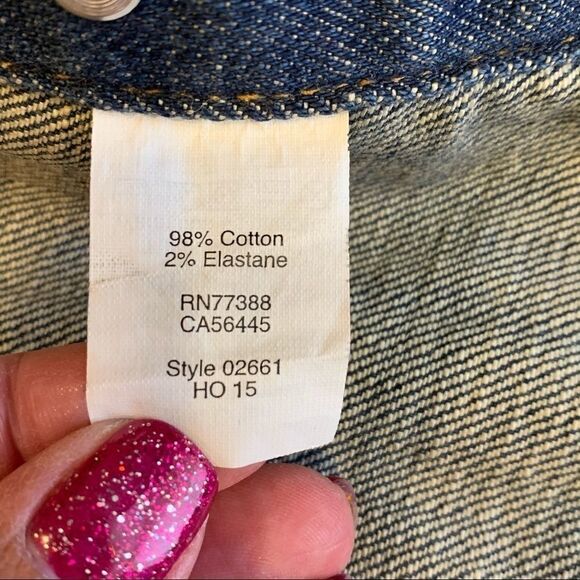 98% Cotton
2% Elastane
RN77388
CA56445
Style 02661
HO 15